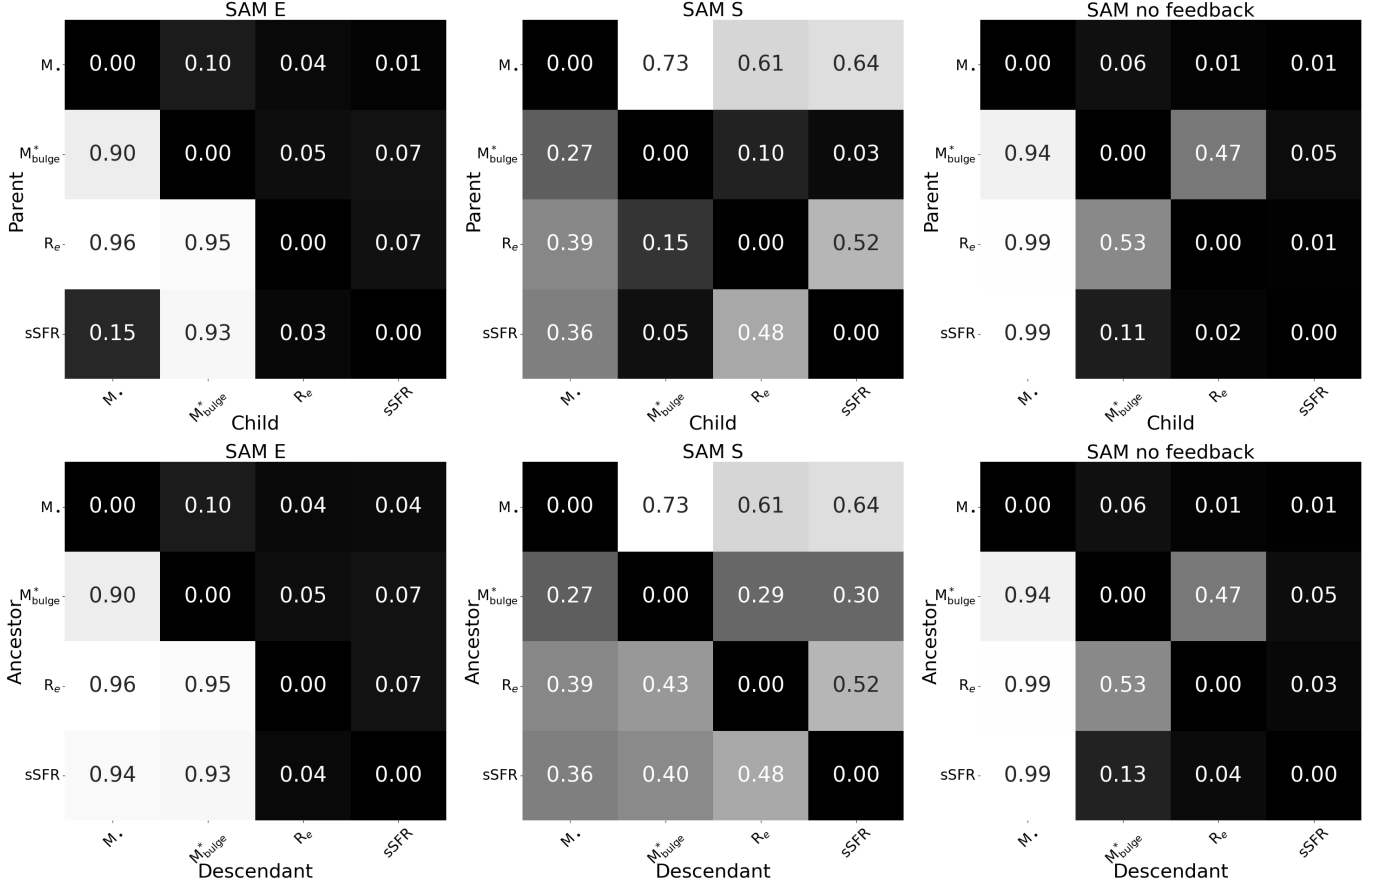 SAM E
SAM S
SAM no feedback
Parent
M•
0.00 0.10 0.04 0.01
M*bulge
0.90 0.00 0.05 0.07
Re
0.96 0.95 0.00 0.07
sSFR
0.15 0.93 0.03 0.00
M• M*bulge Re sSFR
Child
Parent
M•
0.00 0.73 0.61 0.64
M*bulge
0.27 0.00 0.10 0.03
Re
0.39 0.15 0.00 0.52
sSFR
0.36 0.05 0.48 0.00
M• M*bulge Re sSFR
Child
Parent
M•
0.00 0.06 0.01 0.01
M*bulge
0.94 0.00 0.47 0.05
Re
0.99 0.53 0.00 0.01
sSFR
0.99 0.11 0.02 0.00
M• M*bulge Re sSFR
Child
SAM E
SAM S
SAM no feedback
Ancestor
M•
0.00 0.10 0.04 0.04
M*bulge
0.90 0.00 0.05 0.07
Re
0.96 0.95 0.00 0.07
sSFR
0.94 0.93 0.04 0.00
M• M*bulge Re sSFR
Descendant
Ancestor
M•
0.00 0.73 0.61 0.64
M*bulge
0.27 0.00 0.29 0.30
Re
0.39 0.43 0.00 0.52
sSFR
0.36 0.40 0.48 0.00
M• M*bulge Re sSFR
Descendant
Ancestor
M•
0.00 0.06 0.01 0.01
M*bulge
0.94 0.00 0.47 0.05
Re
0.99 0.53 0.00 0.03
sSFR
0.99 0.13 0.04 0.00
M• M*bulge Re sSFR
Descendant